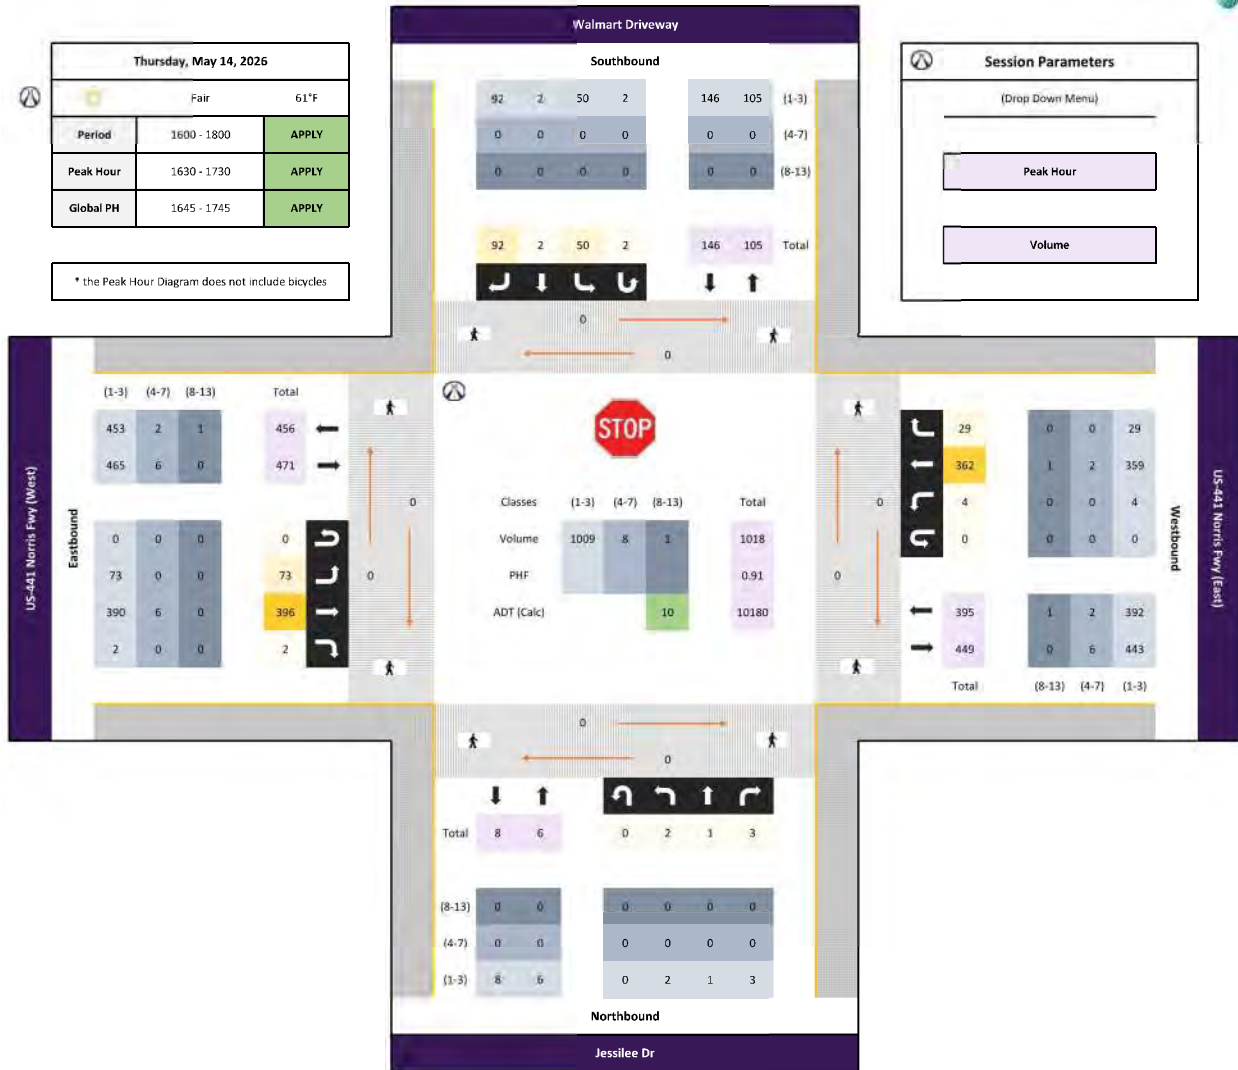 Walmart Driveway
Southbound
Thursday, May 14, 2026
Fair 61°F
Period 1600 - 1800 APPLY
Peak Hour 1630 - 1730 APPLY
Global PH 1645 - 1745 APPLY
* the Peak Hour Diagram does not include bicycles
Session Parameters
(Drop Down Menu)
Peak Hour
Volume
92 2 50 2 146 105 (1-3)
0 0 0 0 0 0 (4-7)
0 0 0 0 0 0 (8-13)
92 2 50 2 146 105 Total
0
0
US-441 Norris Fwy (West)
Eastbound
(1-3) (4-7) (8-13) Total
453 2 1 456
465 6 0 471
0 0 0 0
73 0 0 73
390 6 0 396
2 0 0 2
0
0
STOP
Classes (1-3) (4-7) (8-13) Total
Volume 1009 8 1 1018
PHF 0.91
ADT (Calc) 10 10180
0
0
29 0 0 29
362 1 2 359
4 0 0 4
0 0 0 0
395 1 2 392
449 0 6 443
Total (8-13) (4-7) (1-3)
Westbound
US-441 Norris Fwy (East)
0
0
Total 8 6 0 2 1 3
(8-13) 0 0 0 0 0 0
(4-7) 0 0 0 0 0 0
(1-3) 8 6 0 2 1 3
Northbound
Jessilee Dr